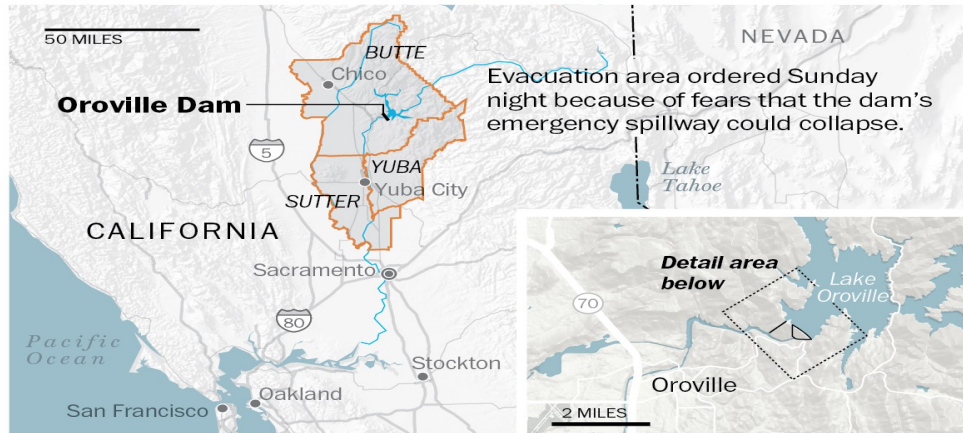 50 MILES
BUTTE
NEVADA
Chico
Evacuation area ordered Sunday
night because of fears that the dam's
emergency spillway could collapse.
Oroville Dam
5
YUBA
Yuba City
SUTTER
Lake
Tahoe
CALIFORNIA
Sacramento
80
Pacific
Ocean
Stockton
Oakland
San Francisco
Detail area
below
Lake
Oroville
70
Oroville
2 MILES